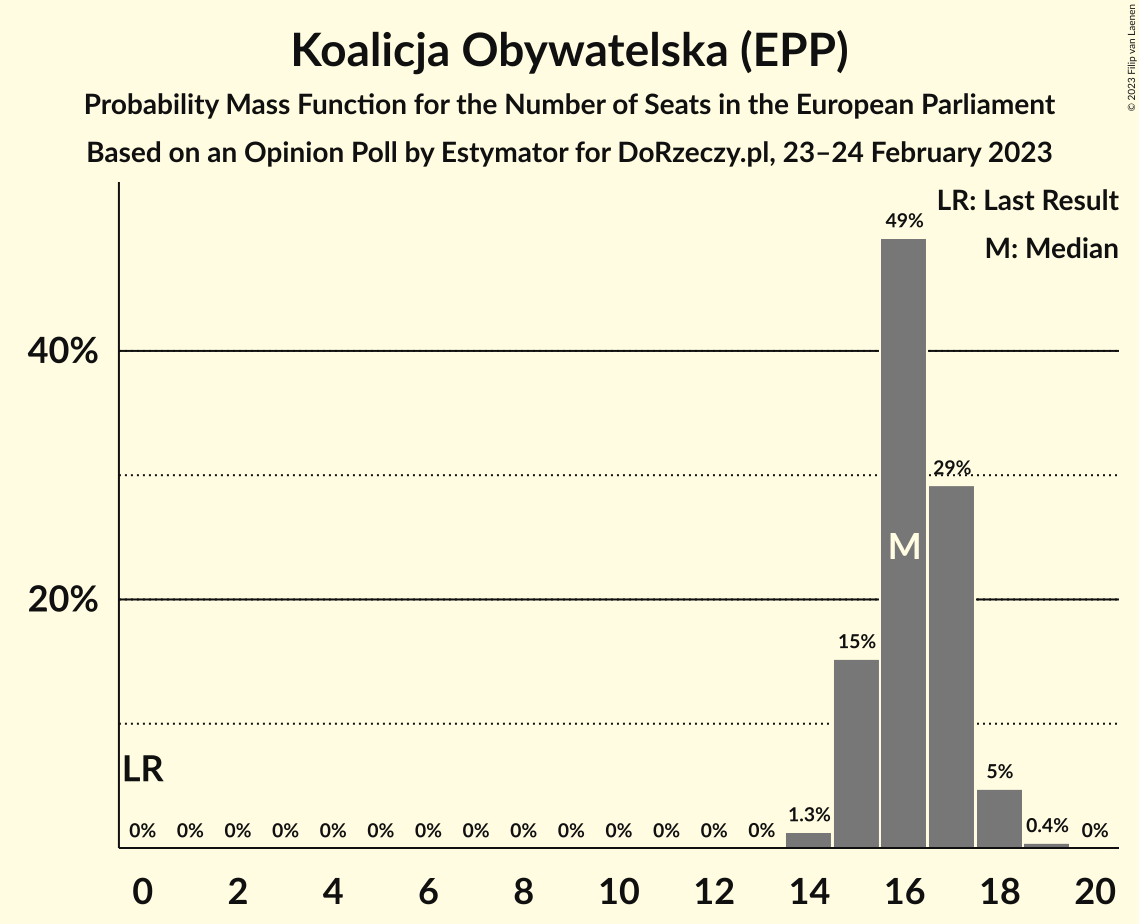 Koalicja Obywatelska (EPP)
Probability Mass Function for the Number of Seats in the European Parliament
Based on an Opinion Poll by Estymator for DoRzeczy.pl, 23–24 February 2023
© 2023 Filip van Laenen
LR: Last Result
M: Median
49%
40%
29%
M
20%
15%
LR
5%
1.3%
0.4%
0% 0% 0% 0% 0% 0% 0% 0% 0% 0% 0% 0% 0% 0% 0%
0 2 4 6 8 10 12 14 16 18 20